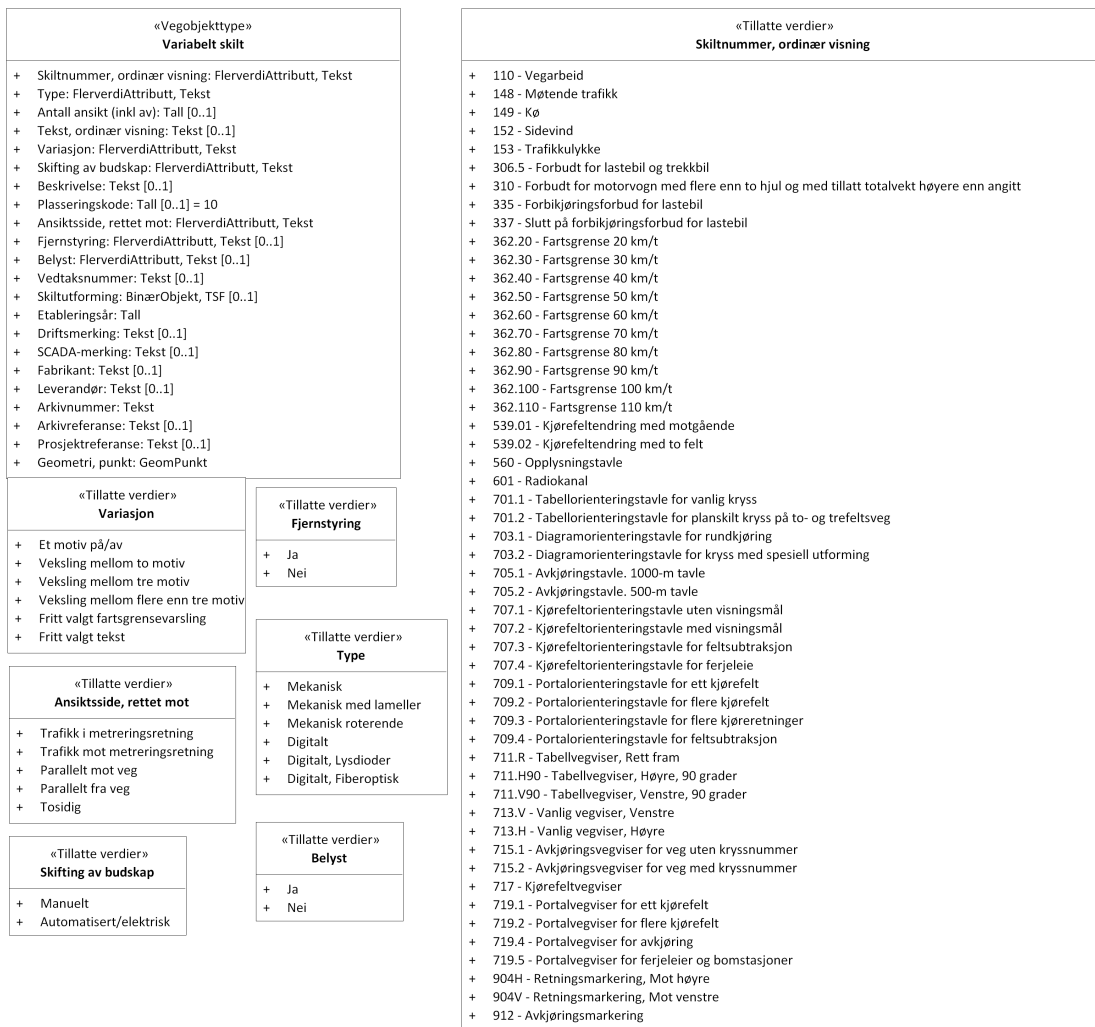 «Vegobjekttype»
Variabelt skilt
+ Skiltnummer, ordinær visning: FlerverdiAttributt, Tekst
+ Type: FlerverdiAttributt, Tekst
+ Antall ansikt (inkl av): Tall [0..1]
+ Tekst, ordinær visning: Tekst [0..1]
+ Variasjon: FlerverdiAttributt, Tekst
+ Skifting av budskap: FlerverdiAttributt, Tekst
+ Beskrivelse: Tekst [0..1]
+ Plasseringskode: Tall [0..1] = 10
+ Ansiktsside, rettet mot: FlerverdiAttributt, Tekst
+ Fjernstyring: FlerverdiAttributt, Tekst [0..1]
+ Belyst: FlerverdiAttributt, Tekst [0..1]
+ Vedtaksnummer: Tekst [0..1]
+ Skiltutforming: BinærObjekt, TSF [0..1]
+ Etableringsår: Tall
+ Driftsmerking: Tekst [0..1]
+ SCADA-merking: Tekst [0..1]
+ Fabrikant: Tekst [0..1]
+ Leverandør: Tekst [0..1]
+ Arkivnummer: Tekst
+ Arkivreferanse: Tekst [0..1]
+ Prosjektreferanse: Tekst [0..1]
+ Geometri, punkt: GeomPunkt
«Tillatte verdier»
Variasjon
+ Et motiv på/av
+ Veksling mellom to motiv
+ Veksling mellom tre motiv
+ Veksling mellom flere enn tre motiv
+ Fritt valgt fartsgrensevarsling
+ Fritt valgt tekst
«Tillatte verdier»
Fjernstyring
+ Ja
+ Nei
«Tillatte verdier»
Type
+ Mekanisk
+ Mekanisk med lameller
+ Mekanisk roterende
+ Digitalt
+ Digitalt, Lysdioder
+ Digitalt, Fiberoptisk
«Tillatte verdier»
Ansiktsside, rettet mot
+ Trafikk i metreringsretning
+ Trafikk mot metreringsretning
+ Parallelt mot veg
+ Parallelt fra veg
+ Tosidig
«Tillatte verdier»
Belyst
+ Ja
+ Nei
«Tillatte verdier»
Skifting av budskap
+ Manuelt
+ Automatisert/elektrisk
«Tillatte verdier»
Skiltnummer, ordinær visning
+ 110 - Vegarbeid
+ 148 - Møtende trafikk
+ 149 - Kø
+ 152 - Sidevind
+ 153 - Trafikkulykke
+ 306.5 - Forbudt for lastebil og trekkbil
+ 310 - Forbudt for motorvogn med flere enn to hjul og med tillatt totalvekt høyere enn angitt
+ 335 - Forbikjøringsforbud for lastebil
+ 337 - Slutt på forbikjøringsforbud for lastebil
+ 362.20 - Fartsgrense 20 km/t
+ 362.30 - Fartsgrense 30 km/t
+ 362.40 - Fartsgrense 40 km/t
+ 362.50 - Fartsgrense 50 km/t
+ 362.60 - Fartsgrense 60 km/t
+ 362.70 - Fartsgrense 70 km/t
+ 362.80 - Fartsgrense 80 km/t
+ 362.90 - Fartsgrense 90 km/t
+ 362.100 - Fartsgrense 100 km/t
+ 362.110 - Fartsgrense 110 km/t
+ 539.01 - Kjørefeltendring med motgående
+ 539.02 - Kjørefeltendring med to felt
+ 560 - Opplysningstavle
+ 601 - Radiokanal
+ 701.1 - Tabellorienteringstavle for vanlig kryss
+ 701.2 - Tabellorienteringstavle for planskilt kryss på to- og trefeltsveg
+ 703.1 - Diagramorienteringstavle for rundkjøring
+ 703.2 - Diagramorienteringstavle for kryss med spesiell utforming
+ 705.1 - Avkjøringstavle. 1000-m tavle
+ 705.2 - Avkjøringstavle. 500-m tavle
+ 707.1 - Kjørefeltorienteringstavle uten visningsmål
+ 707.2 - Kjørefeltorienteringstavle med visningsmål
+ 707.3 - Kjørefeltorienteringstavle for feltsubtraksjon
+ 707.4 - Kjørefeltorienteringstavle for ferjeleie
+ 709.1 - Portalorienteringstavle for ett kjørefelt
+ 709.2 - Portalorienteringstavle for flere kjørefelt
+ 709.3 - Portalorienteringstavle for flere kjøreretninger
+ 709.4 - Portalorienteringstavle for feltsubtraksjon
+ 711.R - Tabellvegviser, Rett fram
+ 711.H90 - Tabellvegviser, Høyre, 90 grader
+ 711.V90 - Tabellvegviser, Venstre, 90 grader
+ 713.V - Vanlig vegviser, Venstre
+ 713.H - Vanlig vegviser, Høyre
+ 715.1 - Avkjøringsvegviser for veg uten kryssnummer
+ 715.2 - Avkjøringsvegviser for veg med kryssnummer
+ 717 - Kjørefeltvegviser
+ 719.1 - Portalvegviser for ett kjørefelt
+ 719.2 - Portalvegviser for flere kjørefelt
+ 719.4 - Portalvegviser for avkjøring
+ 719.5 - Portalvegviser for ferjeleier og bomstasjoner
+ 904H - Retningsmarkering, Mot høyre
+ 904V - Retningsmarkering, Mot venstre
+ 912 - Avkjøringsmarkering